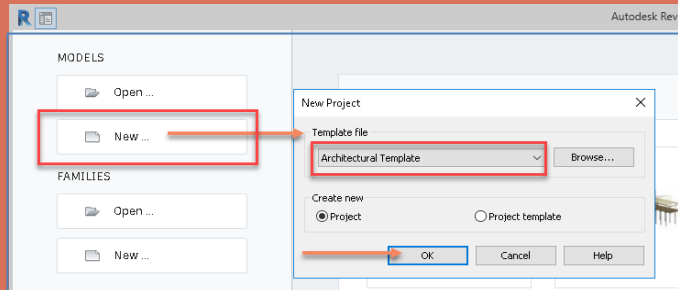 R
Autodesk Rev
MODELS
Open ...
New ...
FAMILIES
Open ...
New ...
New Project
Template file
Architectural Template
Browse...
Create new
Project
Project template
OK
Cancel
Help